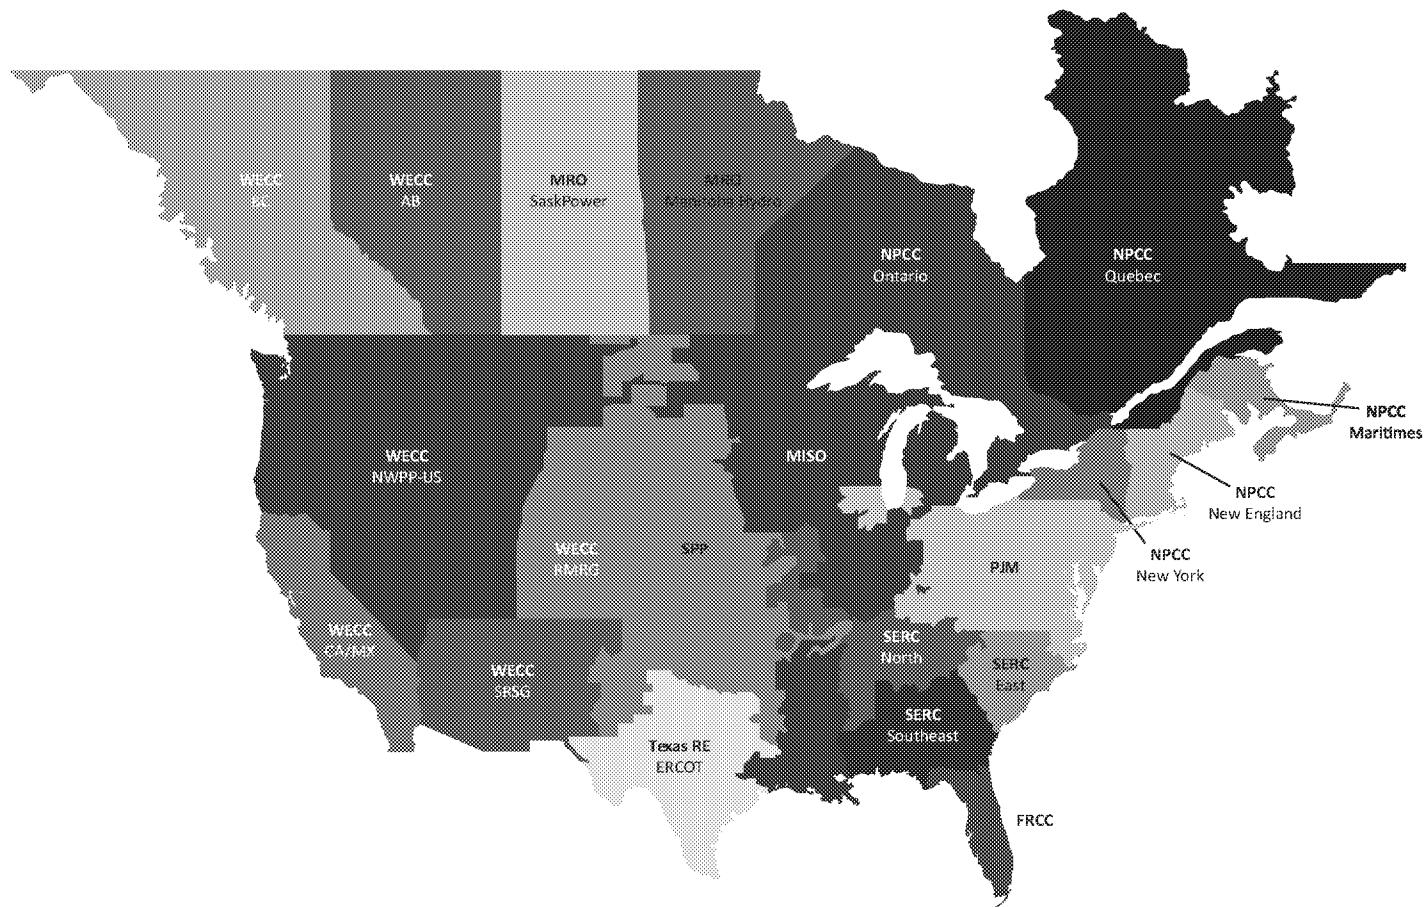 WECC
BC
WECC
AB
MRO
SaskPower
MRO
Manitoba Hydro
NPCC
Ontario
NPCC
Quebec
NPCC
Maritimes
WECC
NWPP-US
MISO
NPCC
New England
WECC
RMRG
SPP
NPCC
New York
PJM
WECC
CA/MX
WECC
SRSG
SERC
North
SERC
East
SERC
Southeast
Texas RE
ERCOT
FRCC